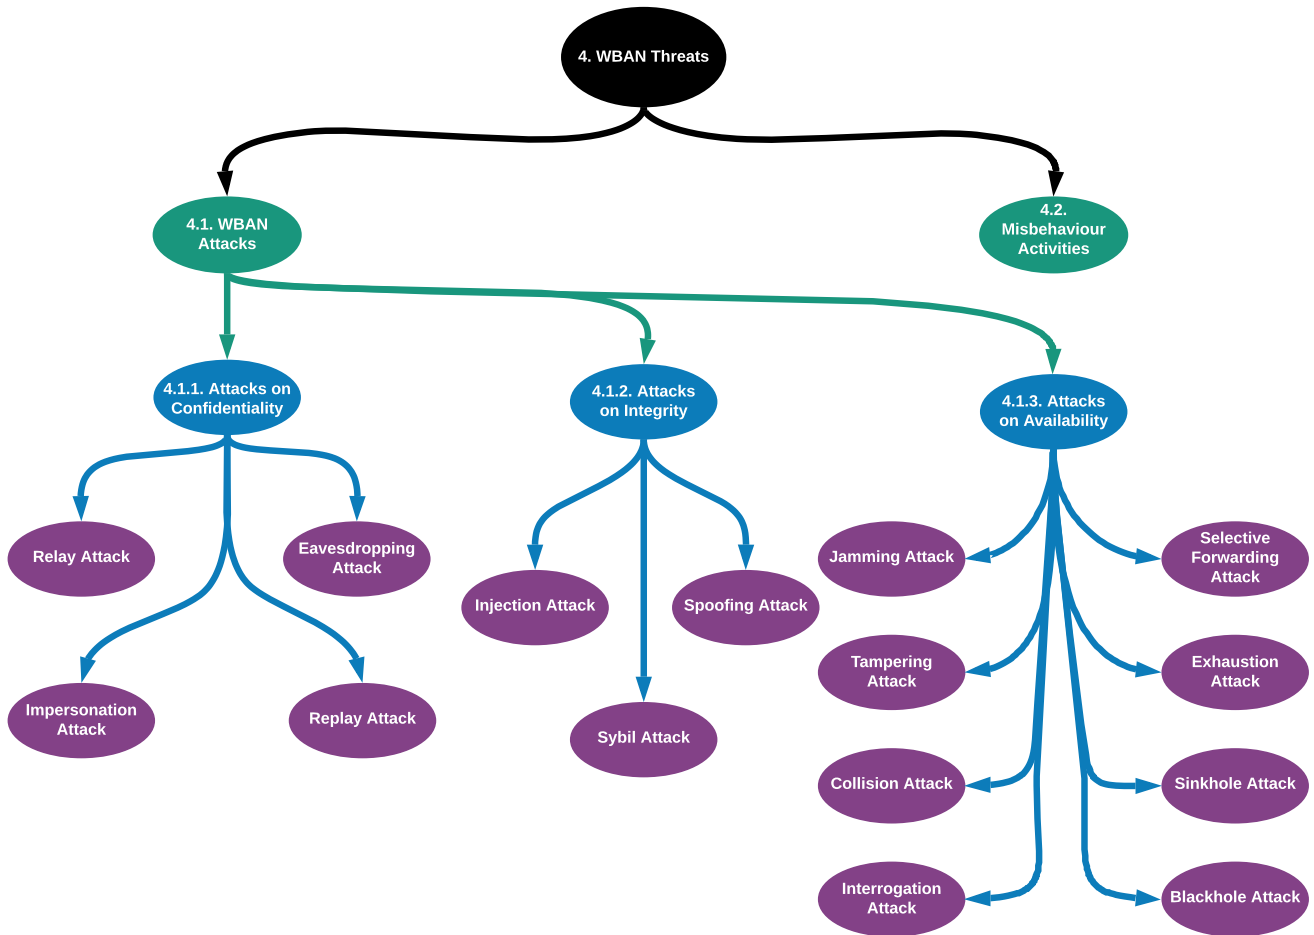 4. WBAN Threats
4.1. WBAN
Attacks
4.2.
Misbehaviour
Activities
4.1.1. Attacks on
Confidentiality
4.1.2. Attacks
on Integrity
4.1.3. Attacks
on Availability
Relay Attack
Eavesdropping
Attack
Impersonation
Attack
Replay Attack
Injection Attack
Spoofing Attack
Sybil Attack
Jamming Attack
Selective
Forwarding
Attack
Tampering
Attack
Exhaustion
Attack
Collision Attack
Sinkhole Attack
Interrogation
Attack
Blackhole Attack